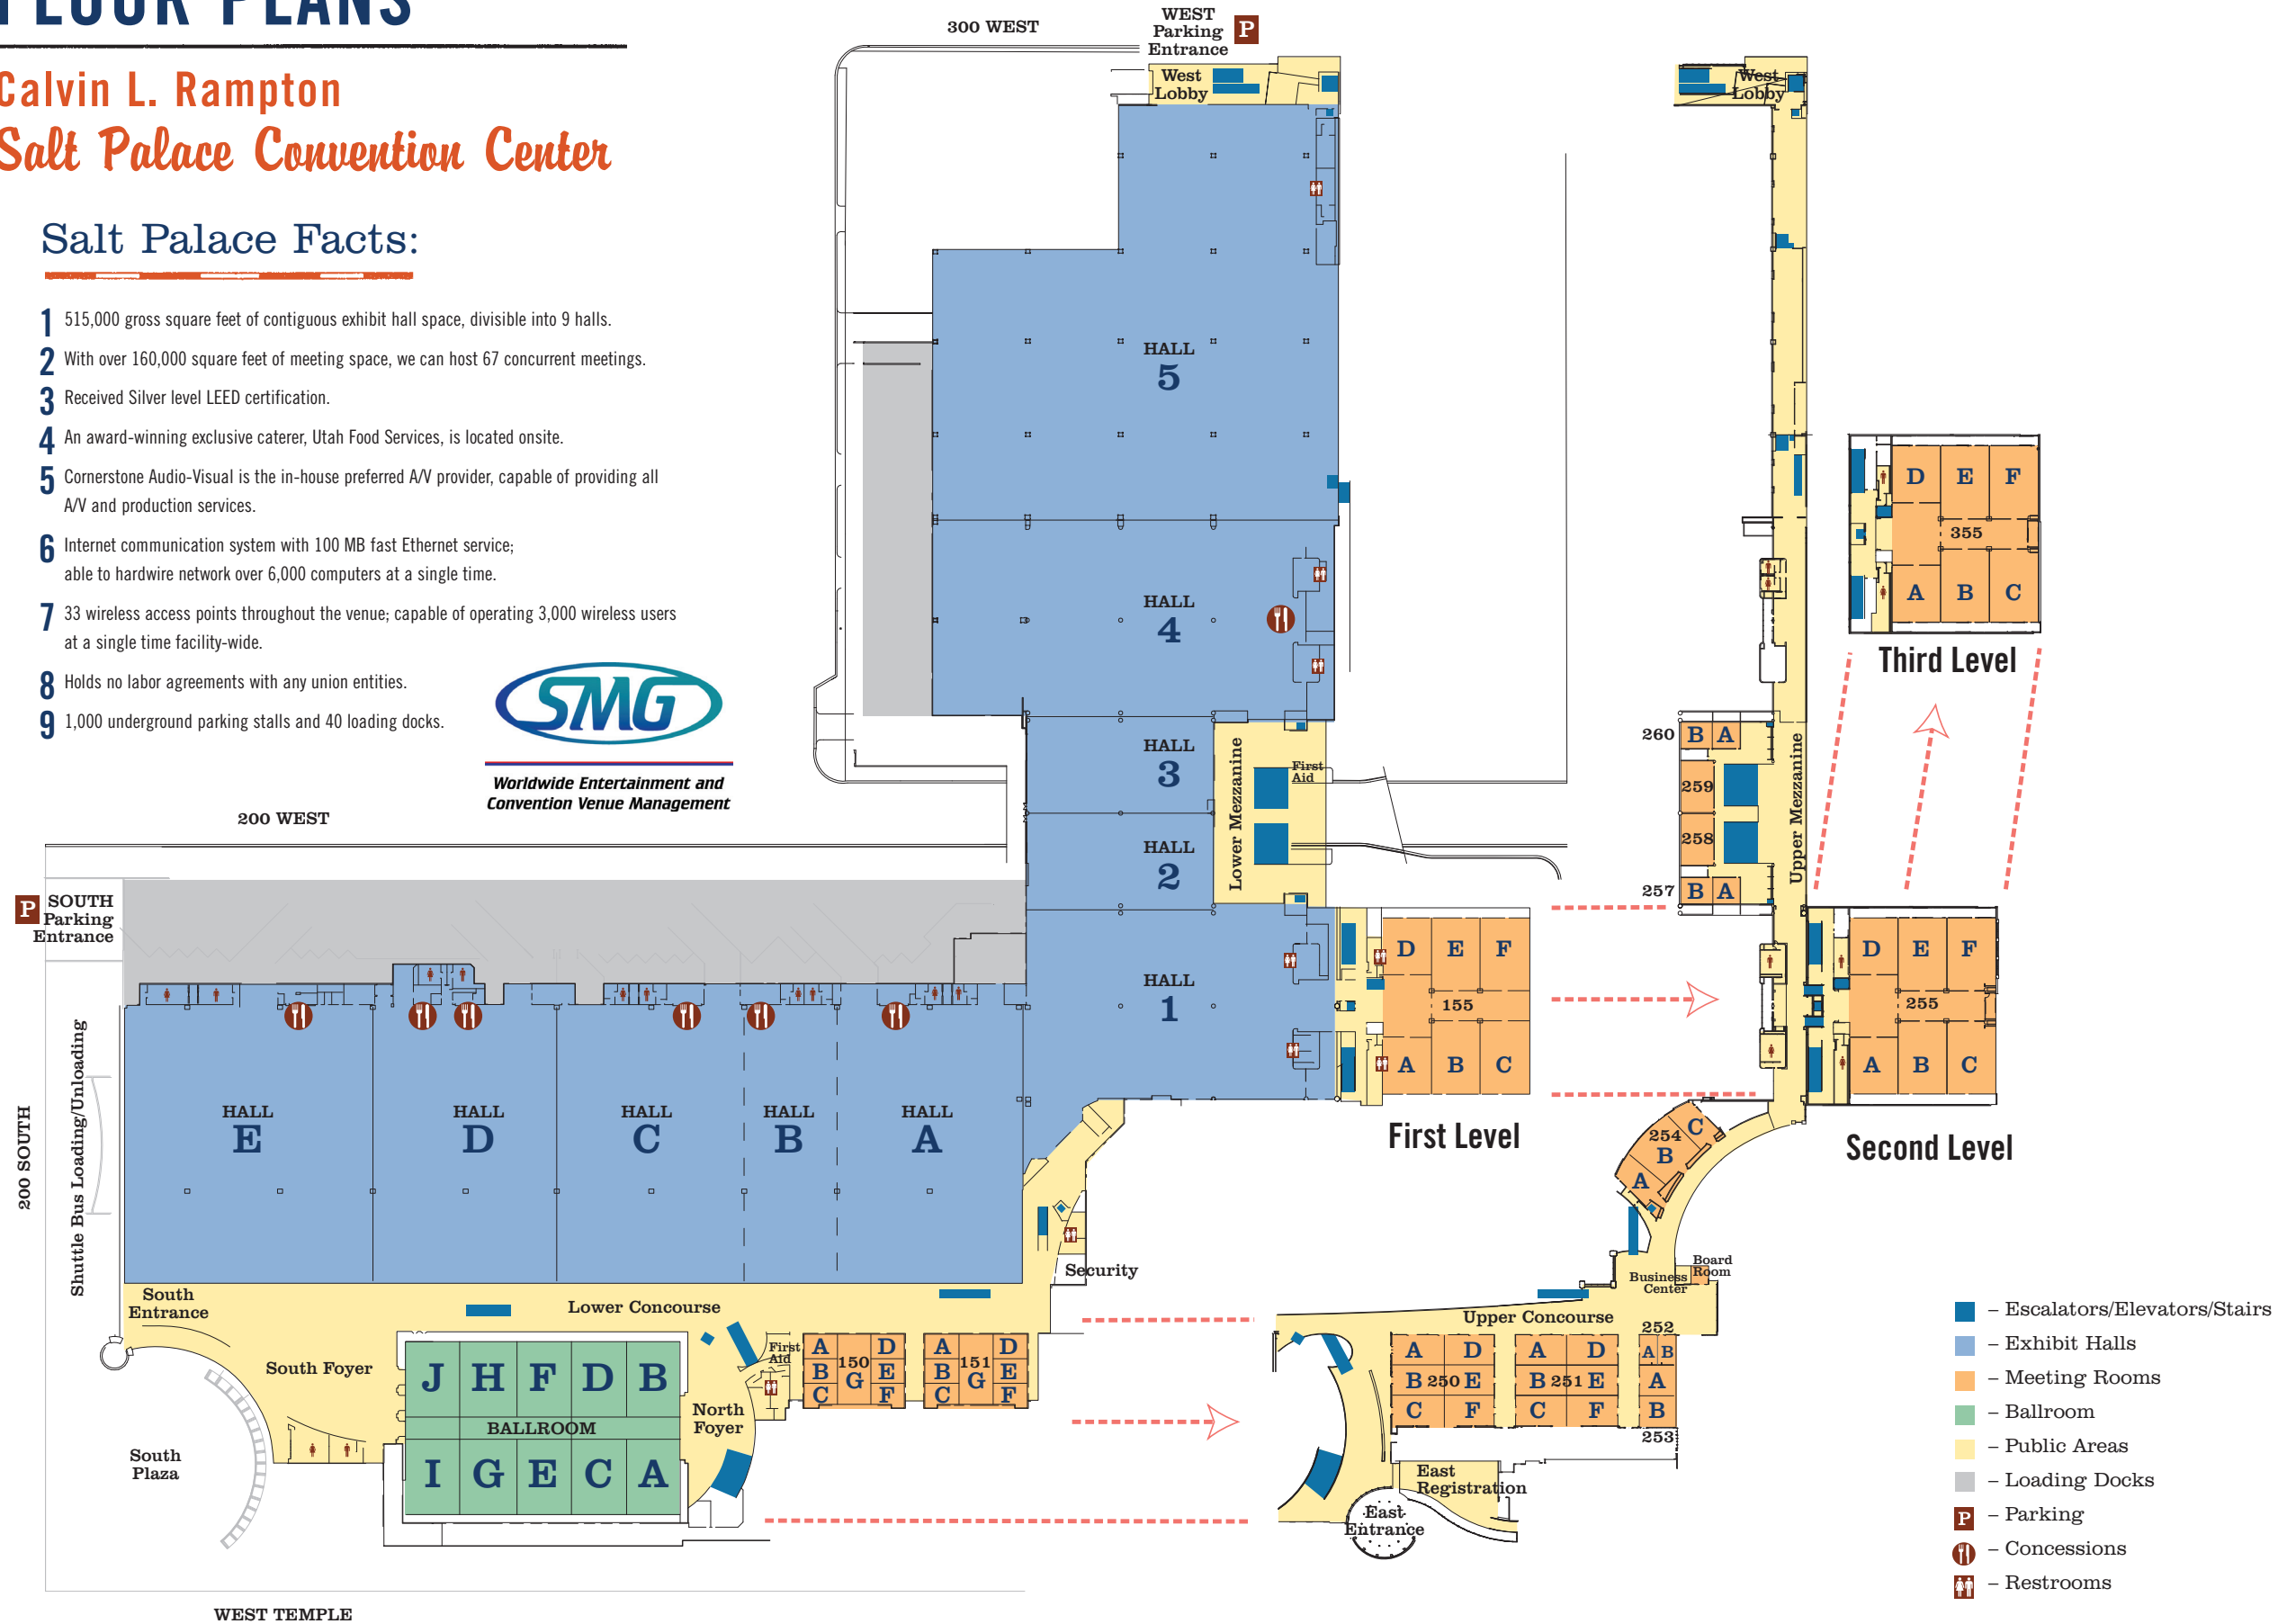 FLOOR PLANS
Calvin L. Rampton
Salt Palace Convention Center
Salt Palace Facts:
1 515,000 gross square feet of contiguous exhibit hall space, divisible into 9 halls.
2 With over 160,000 square feet of meeting space, we can host 67 concurrent meetings.
3 Received Silver level LEED certification.
4 An award-winning exclusive caterer, Utah Food Services, is located onsite.
5 Cornerstone Audio-Visual is the in-house preferred A/V provider, capable of providing all
A/V and production services.
6 Internet communication system with 100 MB fast Ethernet service;
able to hardwire network over 6,000 computers at a single time.
7 33 wireless access points throughout the venue; capable of operating 3,000 wireless users
at a single time facility-wide.
8 Holds no labor agreements with any union entities.
9 1,000 underground parking stalls and 40 loading docks.
SMG
Worldwide Entertainment and
Convention Venue Management
300 WEST
WEST
Parking
Entrance
P
West
Lobby
HALL
5
HALL
4
HALL
3
HALL
2
HALL
1
Lower Mezzanine
First
Aid
200 WEST
P
SOUTH
Parking
Entrance
200 SOUTH
Shuttle Bus Loading/Unloading
HALL
E
HALL
D
HALL
C
HALL
B
HALL
A
D E F
155
A B C
First Level
Security
South
Entrance
Lower Concourse
South Foyer
South
Plaza
J H F D B
BALLROOM
I G E C A
North
Foyer
First
Aid
A D
B 150 E
G
C F
A D
B 151 E
G
C F
WEST TEMPLE
West
Lobby
D E F
355
A B C
Third Level
260 B A
259
258
257 B A
Upper Mezzanine
D E F
255
A B C
Second Level
254
C
B
A
Board
Room
Business
Center
Upper Concourse
252
A D
B 250 E
C F
A D
B 251 E
C F
A B
A
B
253
East
Registration
East
Entrance
– Escalators/Elevators/Stairs
– Exhibit Halls
– Meeting Rooms
– Ballroom
– Public Areas
– Loading Docks
P – Parking
– Concessions
– Restrooms